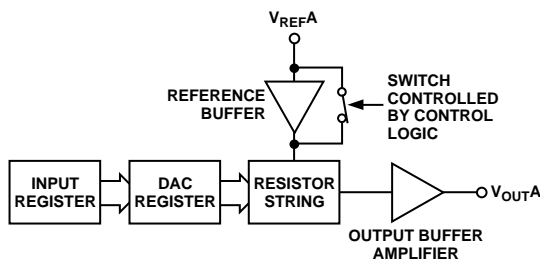 VREFA
REFERENCE
BUFFER
SWITCH
CONTROLLED
BY CONTROL
LOGIC
INPUT
REGISTER
DAC
REGISTER
RESISTOR
STRING
VOUTA
OUTPUT BUFFER
AMPLIFIER